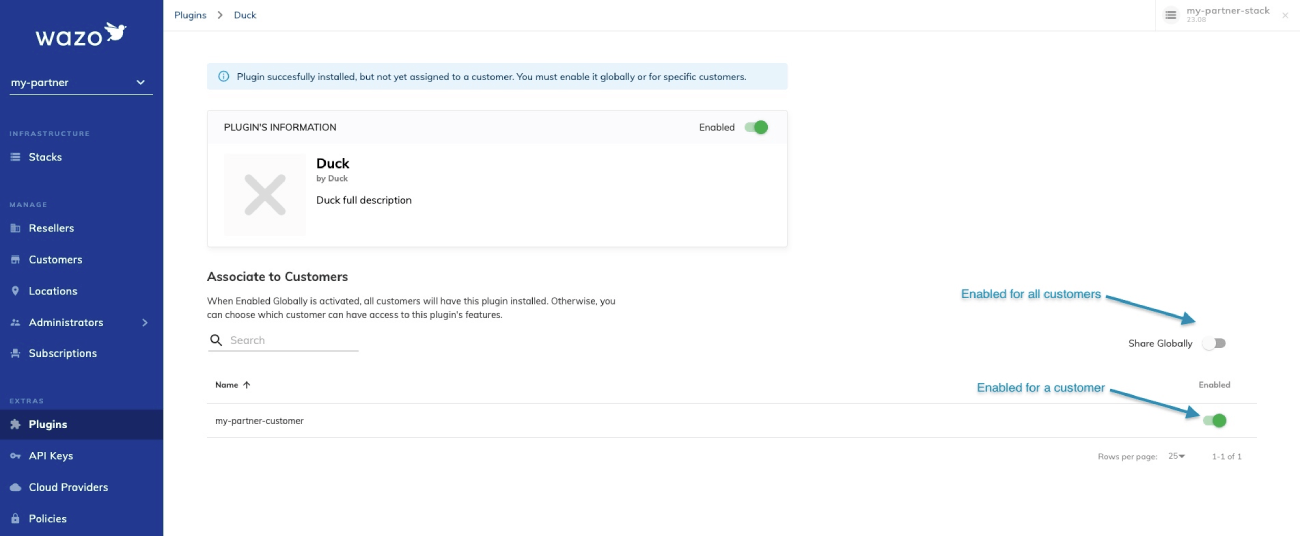 wazo
my-partner
INFRASTRUCTURE
Stacks
MANAGE
Resellers
Customers
Locations
Administrators
Subscriptions
EXTRAS
Plugins
API Keys
Cloud Providers
Policies
Plugins > Duck
my-partner-stack
23.08
Plugin succesfully installed, but not yet assigned to a customer. You must enable it globally or for specific customers.
PLUGIN'S INFORMATION Enabled
Duck
by Duck
Duck full description
Associate to Customers
When Enabled Globally is activated, all customers will have this plugin installed. Otherwise, you
can choose which customer can have access to this plugin's features.
Search
Enabled for all customers
Share Globally
Name Enabled
Enabled for a customer
my-partner-customer
Rows per page: 25 1-1 of 1